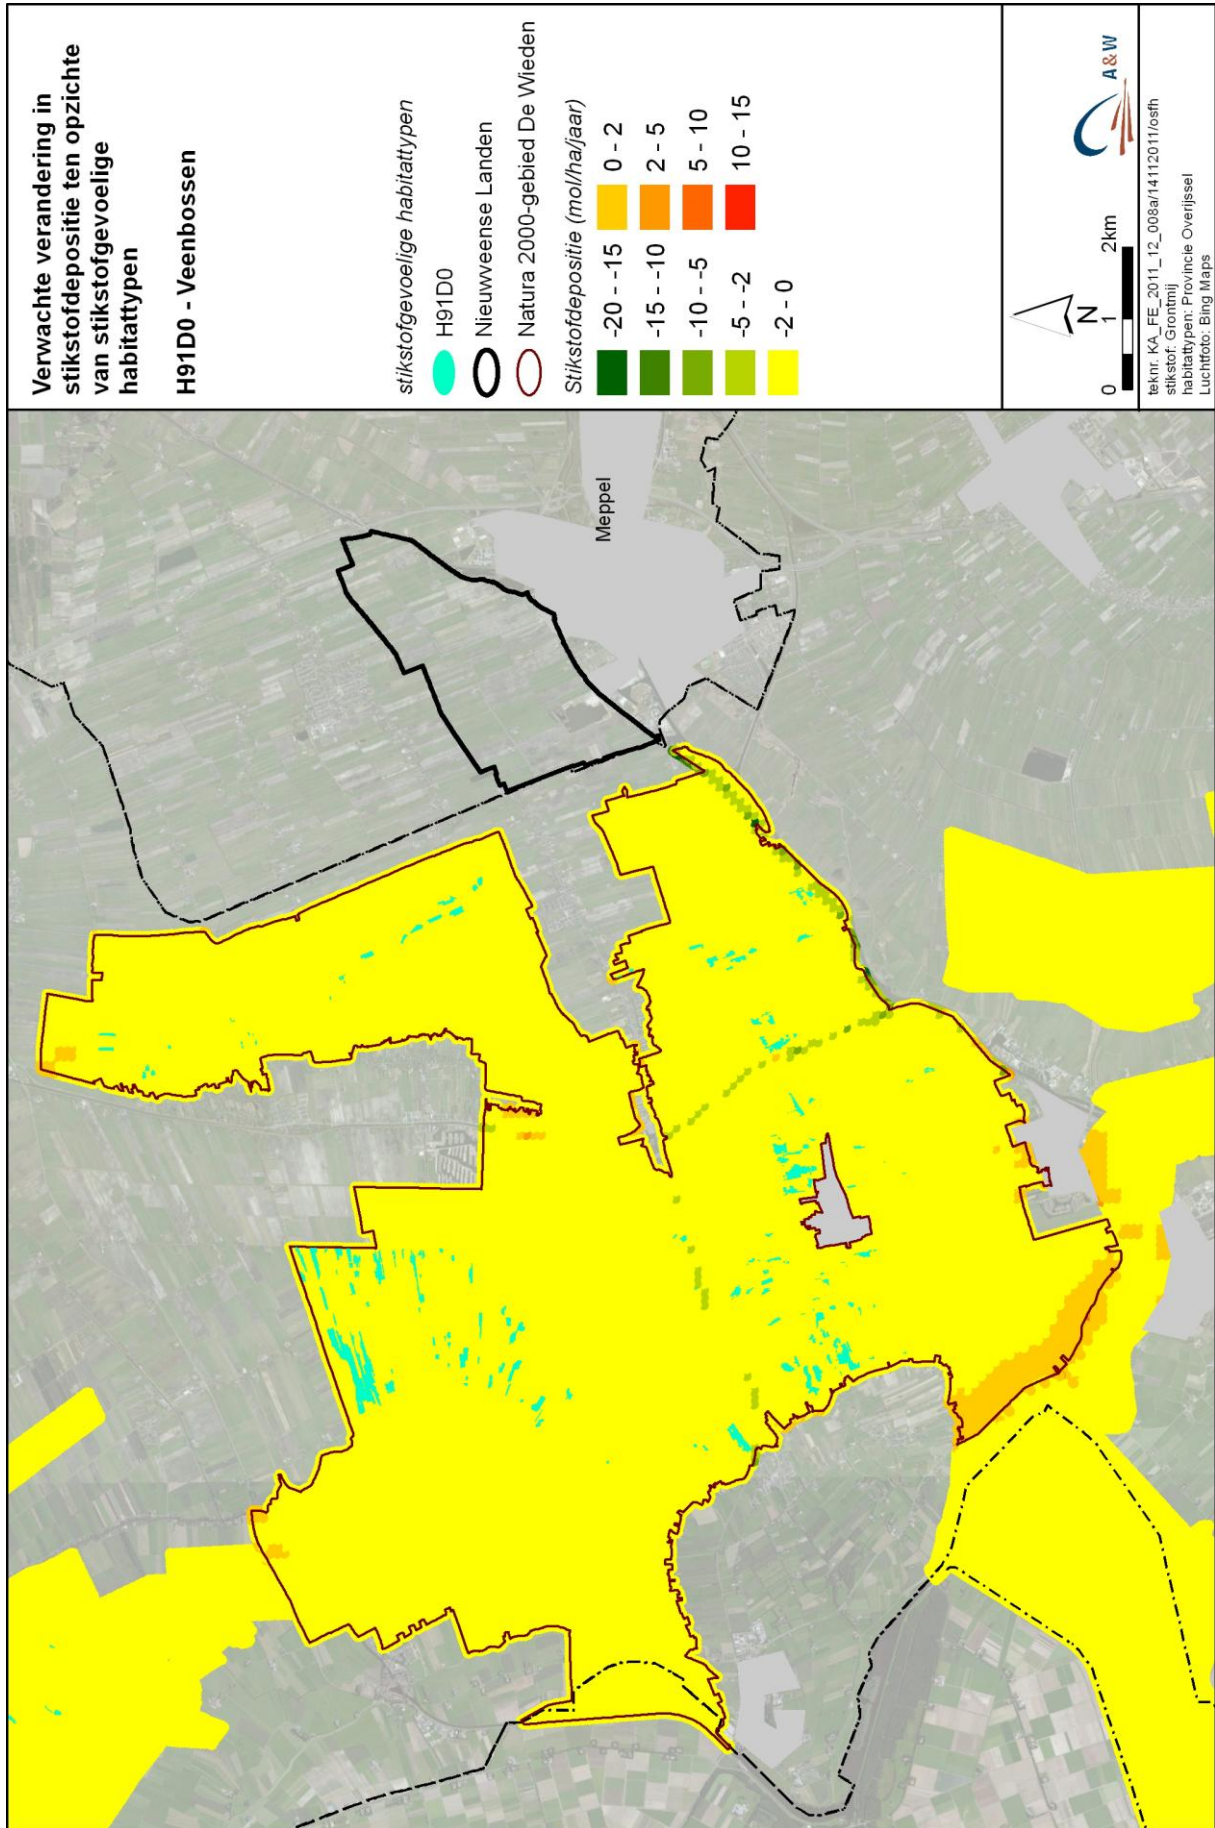 Verwachte verandering in
stikstofdepositie ten opzichte
van stikstofgevoelige
habitattypen
H91D0 - Veenbossen
stikstofgevoelige habitattypen
H91D0
Nieuwveense Landen
Natura 2000-gebied De Wieden
Stikstofdepositie (mol/ha/jaar)
-20 - -15
-15 - -10
-10 - -5
-5 - -2
-2 - 0
0 - 2
2 - 5
5 - 10
10 - 15
N
0 1 2km
A&W
teknr. KA_FE_2011_12_008a/14112011/osfh
stikstof: Grontmij
habitattypen: Provincie Overijssel
Luchtfoto: Bing Maps
Meppel